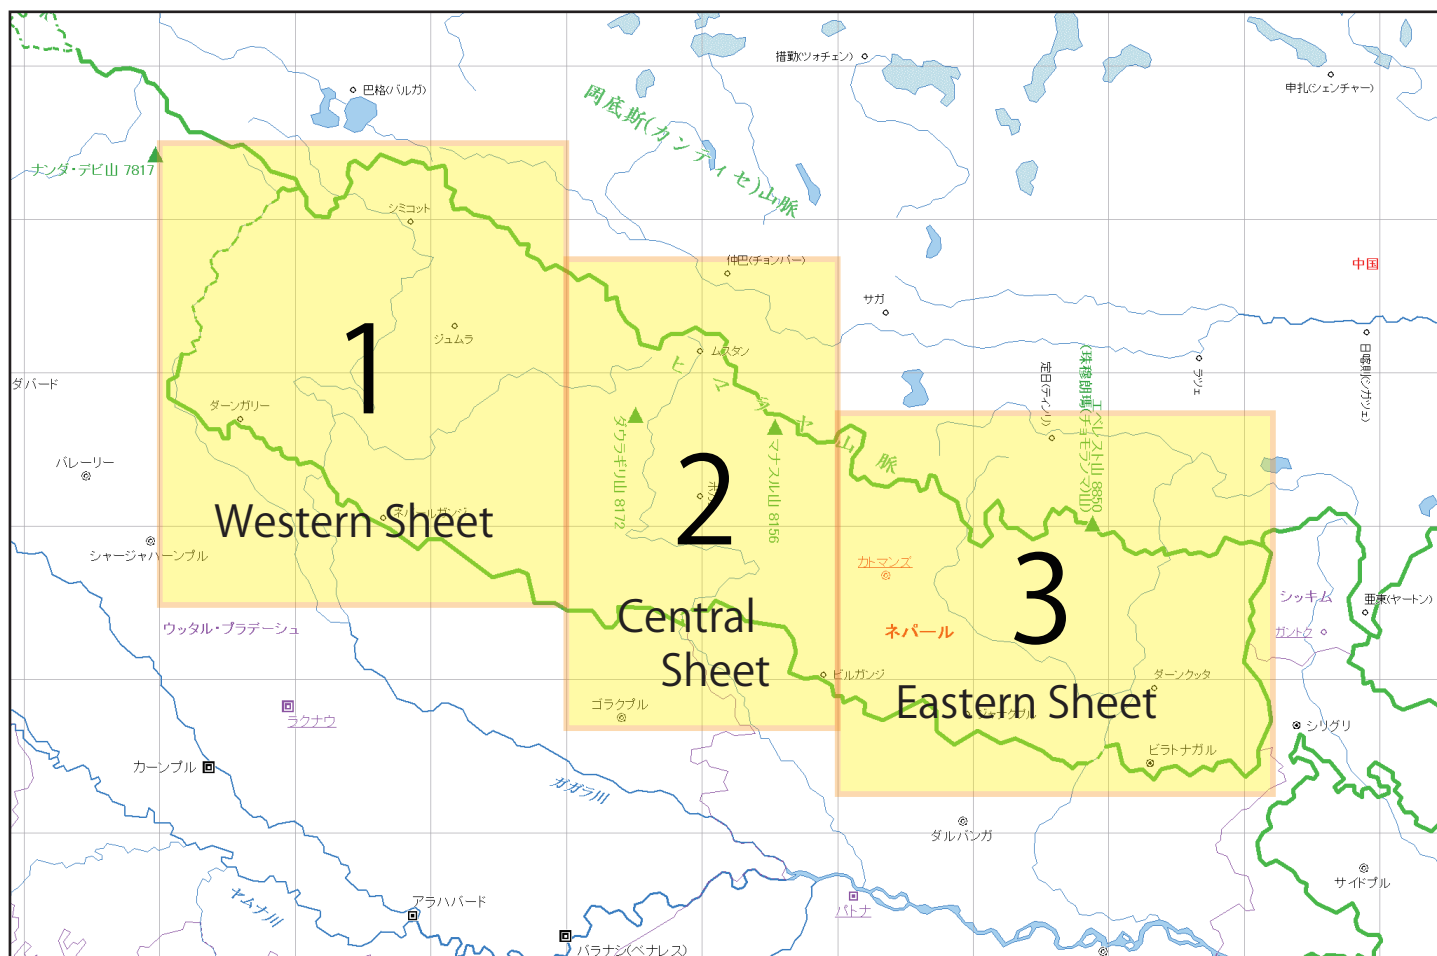 措勤(ツォチェン)
申扎(シェンチャー)
巴格(バルガ)
岡底斯(カンティセ)山脈
ナンダ・デビ山 7817
シミコット
仲巴(チョンバー)
中国
サガ
ジュムラ
ムスタン
ヒマラヤ山脈
定日(ティンリ)
エベレスト山 8850
(珠穆朗瑪(チョモランマ)山)
ラツェ
日喀則(シガツェ)
ダバード
1
ダーンガリー
ダウラギリ山 8172
マナスル山 8156
バレーリー
2
Western Sheet
シャージャハーンプル
カトマンズ
3
Central
Sheet
ネパール
シッキム
亜東(ヤートン)
ガントク
ウッタル・プラデーシュ
ビルガンジ
ダーンクッタ
Eastern Sheet
ゴラクプル
ラクナウ
シリグリ
ビラトナガル
カーンプル
ガガラ川
ダルバンガ
サイドプル
ヤムナ川
アラハバード
パトナ
バラナシ(ベナレス)